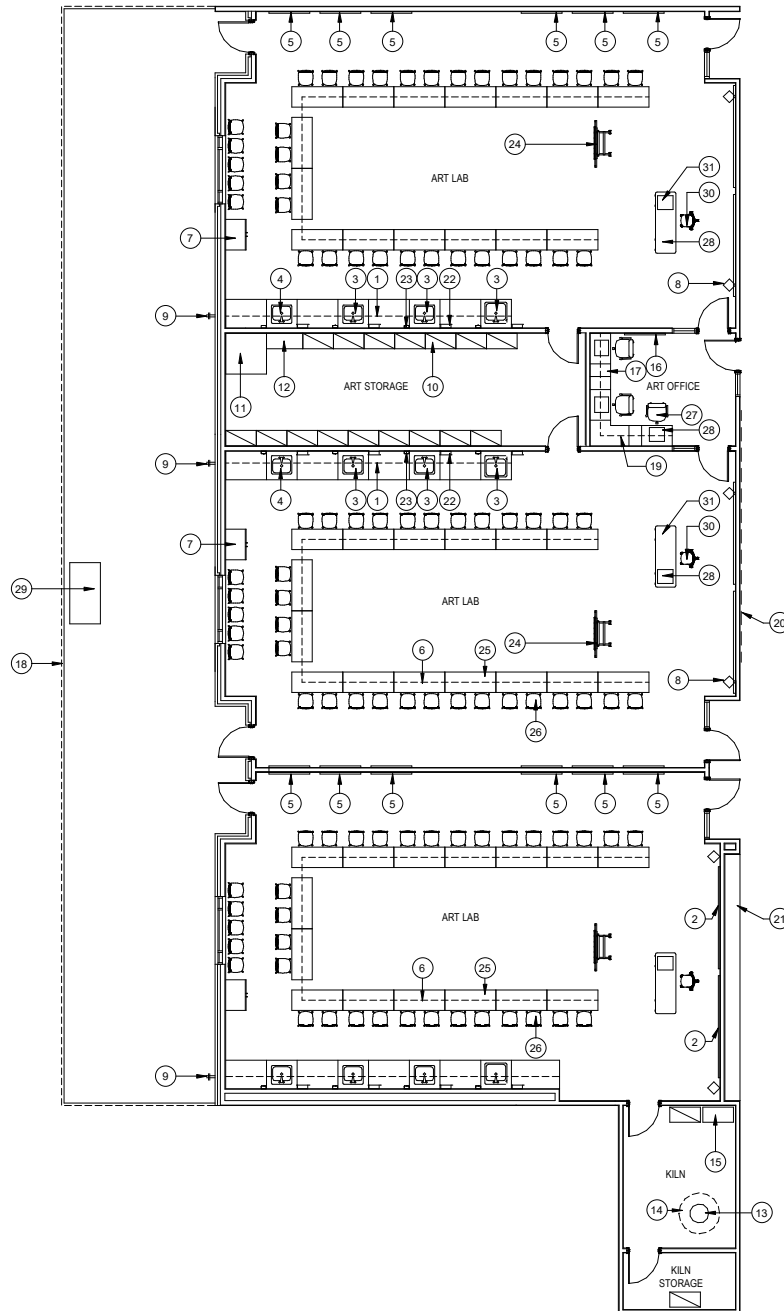 5 5 5 5 5 5
24
ART LAB
31
30
7
28
8
4 3 1 23 3 22 3
9
12 10 17 16
11 ART STORAGE ART OFFICE
27
28
19
9
4 3 1 23 3 22 3
31
7 30
28
29 ART LAB
24
20
18
6 25 8
26
5 5 5 5 5 5
ART LAB 2 21
6 25
26 2
9
15
KILN
14 13
KILN
STORAGE